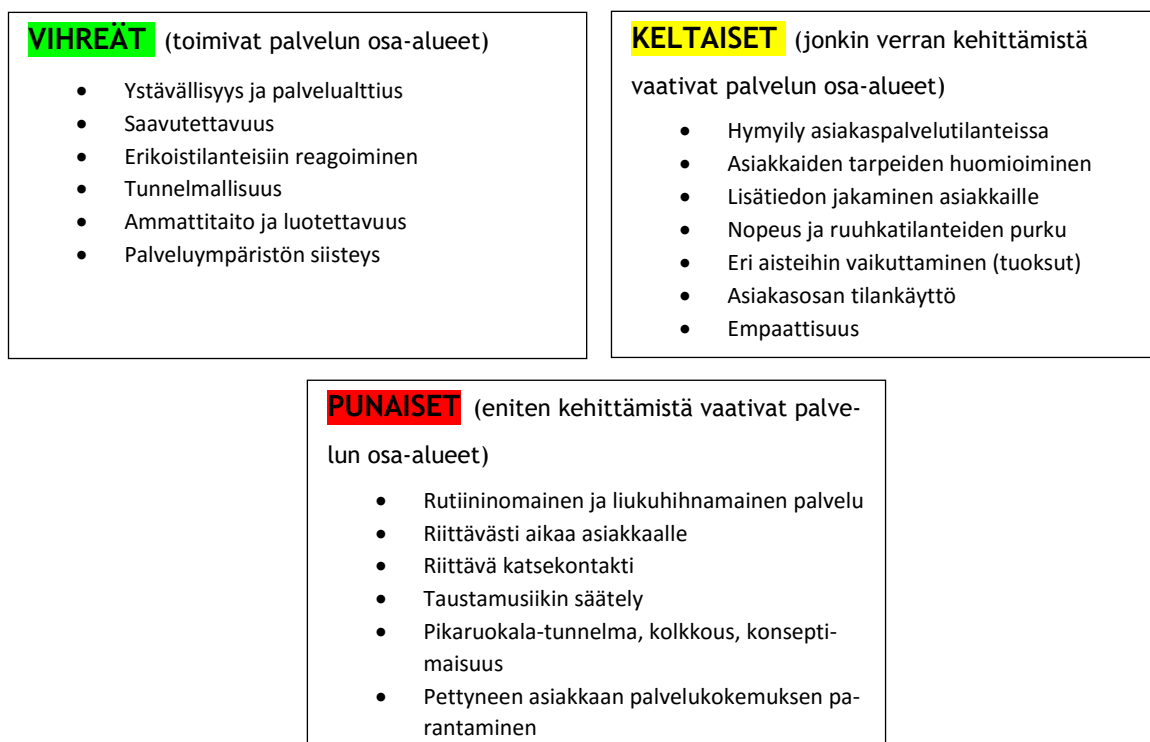 VIHREÄT (toimivat palvelun osa-alueet)
• Ystävällisyys ja palvelualttius
• Saavutettavuus
• Erikoistilanteisiin reagoiminen
• Tunnelmallisuus
• Ammattitaito ja luotettavuus
• Palveluympäristön siisteys
KELTAISET (jonkin verran kehittämistä
vaativat palvelun osa-alueet)
• Hymyily asiakaspalvelutilanteissa
• Asiakkaiden tarpeiden huomioiminen
• Lisätiedon jakaminen asiakkaille
• Nopeus ja ruuhkatilanteiden purku
• Eri aisteihin vaikuttaminen (tuoksut)
• Asiakasosan tilankäyttö
• Empaattisuus
PUNAISET (eniten kehittämistä vaativat palve-
lun osa-alueet)
• Rutiininomainen ja liukuhihnamainen palvelu
• Riittävästi aikaa asiakkaalle
• Riittävä katsekontakti
• Taustamusiikin säätely
• Pikaruokala-tunnelma, kolkkous, konsepti-
maisuus
• Pettyneen asiakkaan palvelukokemuksen pa-
rantaminen